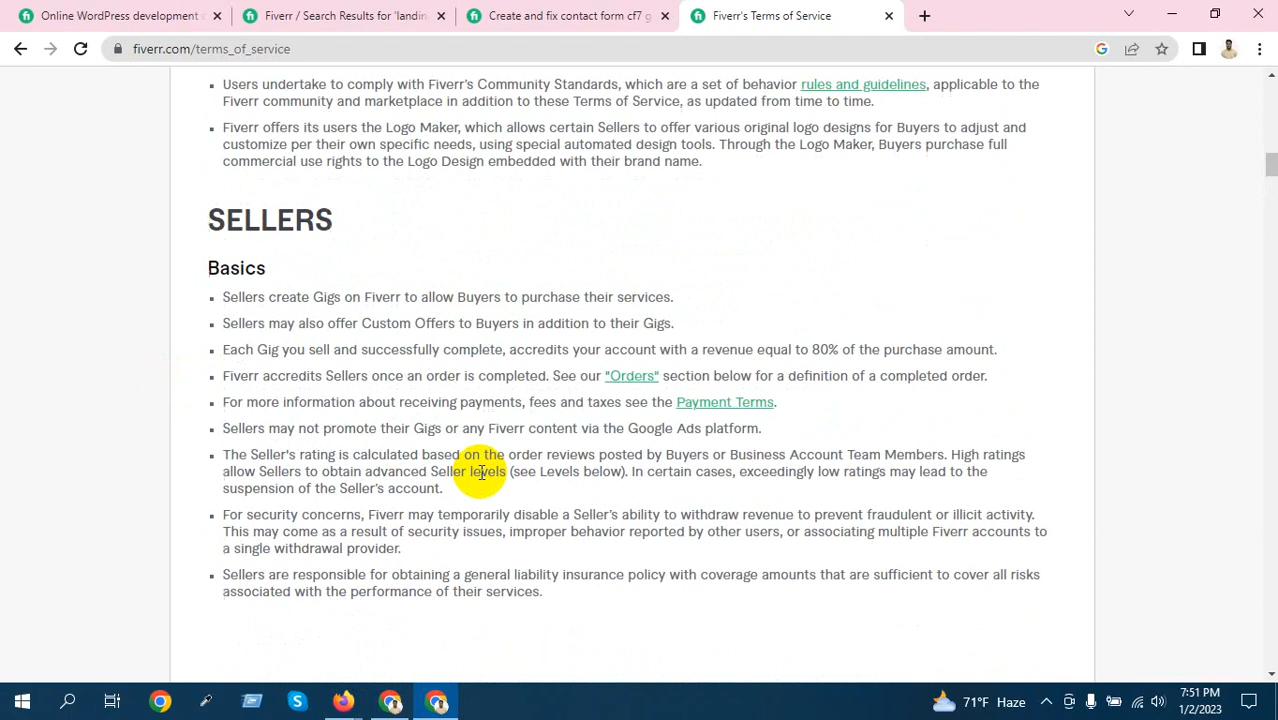 Online WordPress development c
Fiverr / Search Results for 'landin
Create and fix contact form cf7 g
Fiverr's Terms of Service
fiverr.com/terms_of_service
Users undertake to comply with Fiverr's Community Standards, which are a set of behavior rules and guidelines, applicable to the
Fiverr community and marketplace in addition to these Terms of Service, as updated from time to time.
Fiverr offers its users the Logo Maker, which allows certain Sellers to offer various original logo designs for Buyers to adjust and
customize per their own specific needs, using special automated design tools. Through the Logo Maker, Buyers purchase full
commercial use rights to the Logo Design embedded with their brand name.
SELLERS
Basics
Sellers create Gigs on Fiverr to allow Buyers to purchase their services.
Sellers may also offer Custom Offers to Buyers in addition to their Gigs.
Each Gig you sell and successfully complete, accredits your account with a revenue equal to 80% of the purchase amount.
Fiverr accredits Sellers once an order is completed. See our "Orders" section below for a definition of a completed order.
For more information about receiving payments, fees and taxes see the Payment Terms.
Sellers may not promote their Gigs or any Fiverr content via the Google Ads platform.
The Seller's rating is calculated based on the order reviews posted by Buyers or Business Account Team Members. High ratings
allow Sellers to obtain advanced Seller levels (see Levels below). In certain cases, exceedingly low ratings may lead to the
suspension of the Seller's account.
For security concerns, Fiverr may temporarily disable a Seller's ability to withdraw revenue to prevent fraudulent or illicit activity.
This may come as a result of security issues, improper behavior reported by other users, or associating multiple Fiverr accounts to
a single withdrawal provider.
Sellers are responsible for obtaining a general liability insurance policy with coverage amounts that are sufficient to cover all risks
associated with the performance of their services.
71°F Haze
7:51 PM
1/2/2023